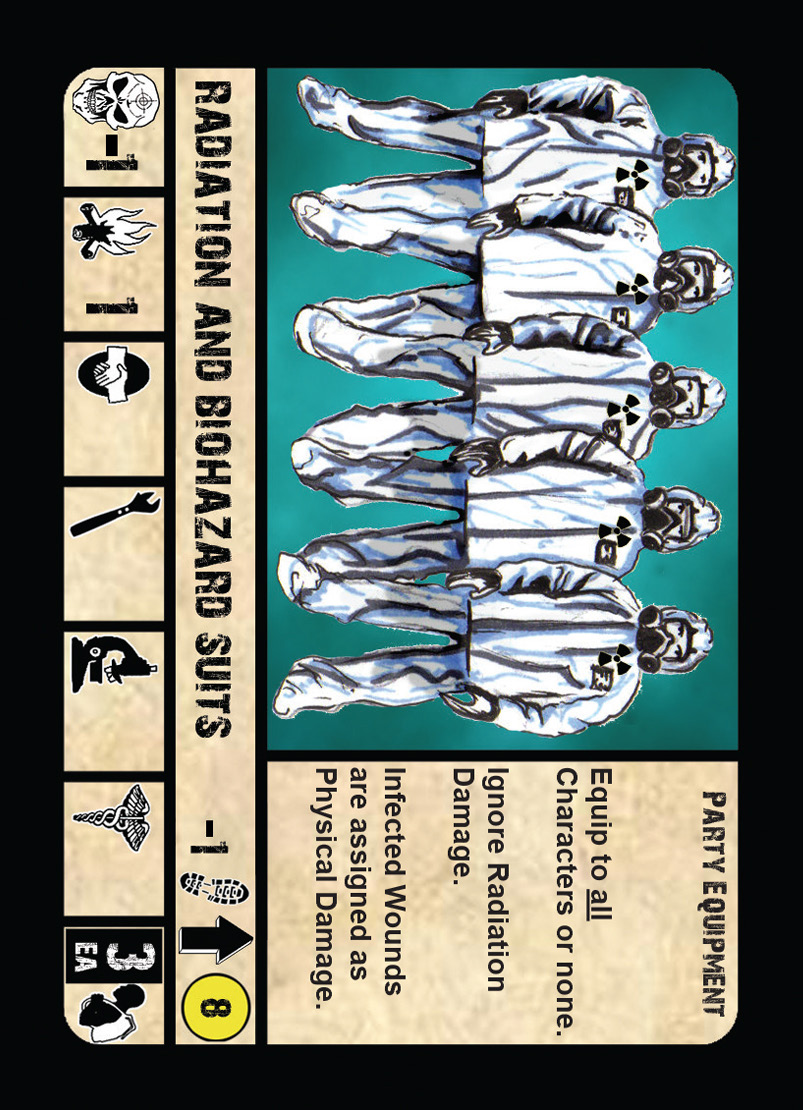 PARTY EQUIPMENT
Equip to all
Characters or none.
Ignore Radiation
Damage.
Infected Wounds
are assigned as
Physical Damage.
RADIATION AND BIOHAZARD SUITS
-1
8
-1
1
3
EA